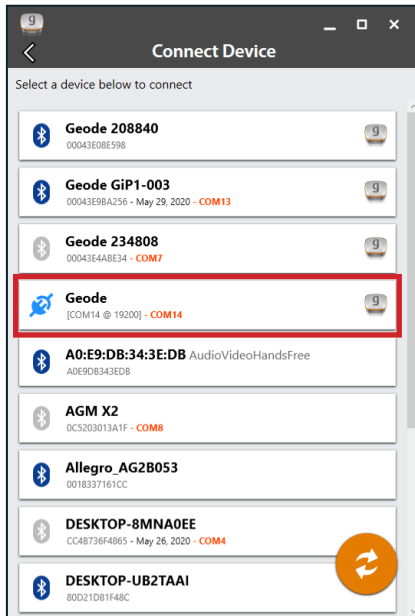 g
Connect Device
Select a device below to connect
Geode 208840
00043E08E598
g
Geode GiP1-003
00043E9BA256 - May 29, 2020 - COM13
g
Geode 234808
00043E4ABE34 - COM7
g
Geode
[COM14 @ 19200] - COM14
g
A0:E9:DB:34:3E:DB AudioVideoHandsFree
A0E9DB343EDB
AGM X2
0C5203013A1F - COM8
Allegro_AG2B053
0018337161CC
DESKTOP-8MNA0EE
CC4B736F4865 - May 26, 2020 - COM4
DESKTOP-UB2TAAI
80D21D81F48C